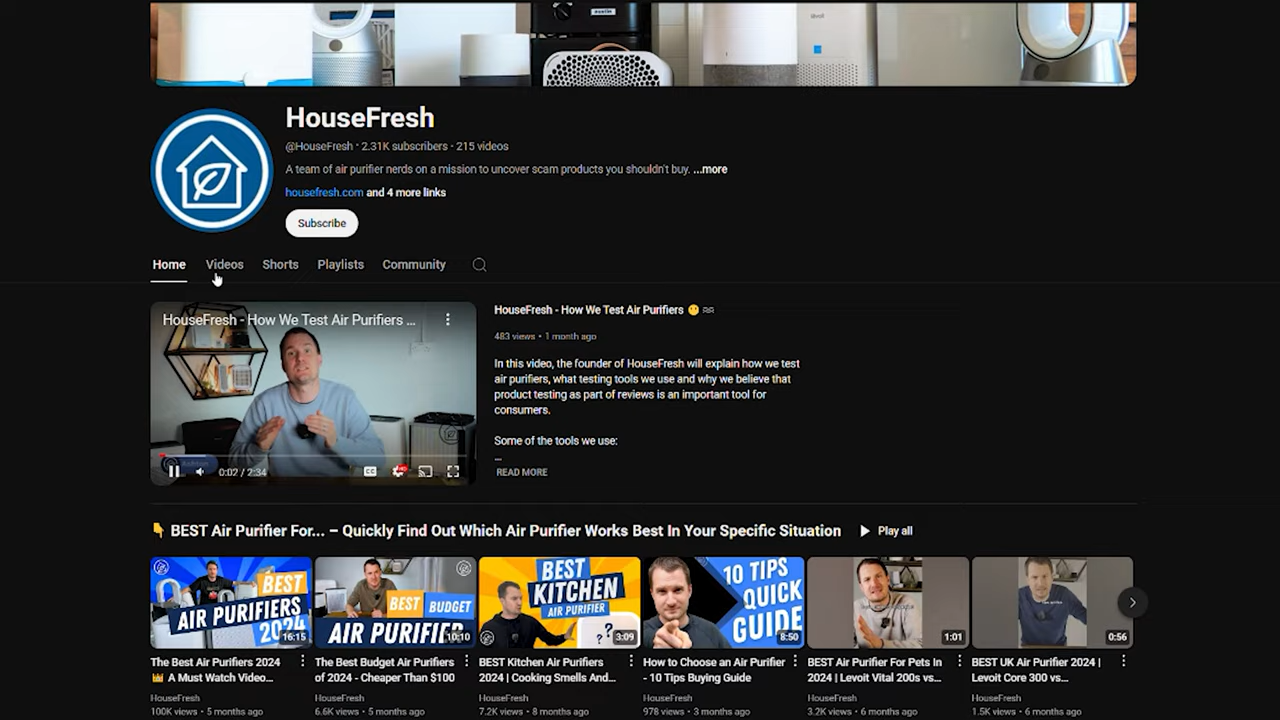 HouseFresh
@HouseFresh · 2.31K subscribers · 215 videos
A team of air purifier nerds on a mission to uncover scam products you shouldn't buy. ...more
housefresh.com and 4 more links
Subscribe
Home Videos Shorts Playlists Community
HouseFresh - How We Test Air Purifiers ...
0:02 / 2:34
HouseFresh - How We Test Air Purifiers
483 views · 1 month ago
In this video, the founder of HouseFresh will explain how we test
air purifiers, what testing tools we use and why we believe that
product testing as part of reviews is an important tool for
consumers.
Some of the tools we use:
...
READ MORE
BEST Air Purifier For... – Quickly Find Out Which Air Purifier Works Best In Your Specific Situation
Play all
BEST
AIR PURIFIERS
2024
16:15
The Best Air Purifiers 2024
A Must Watch Video...
HouseFresh
100K views · 5 months ago
BEST BUDGET
AIR PURIFIER
10:10
The Best Budget Air Purifiers
of 2024 - Cheaper Than $100
HouseFresh
6.6K views · 5 months ago
BEST
KITCHEN
AIR PURIFIER
? ?
3:09
BEST Kitchen Air Purifiers
2024 | Cooking Smells And...
HouseFresh
7.2K views · 8 months ago
10 TIPS
QUICK
GUIDE
8:50
How to Choose an Air Purifier
- 10 Tips Buying Guide
HouseFresh
978 views · 3 months ago
1:01
BEST Air Purifier For Pets In
2024 | Levoit Vital 200s vs...
HouseFresh
3.2K views · 6 months ago
0:56
BEST UK Air Purifier 2024 |
Levoit Core 300 vs...
HouseFresh
1.5K views · 6 months ago